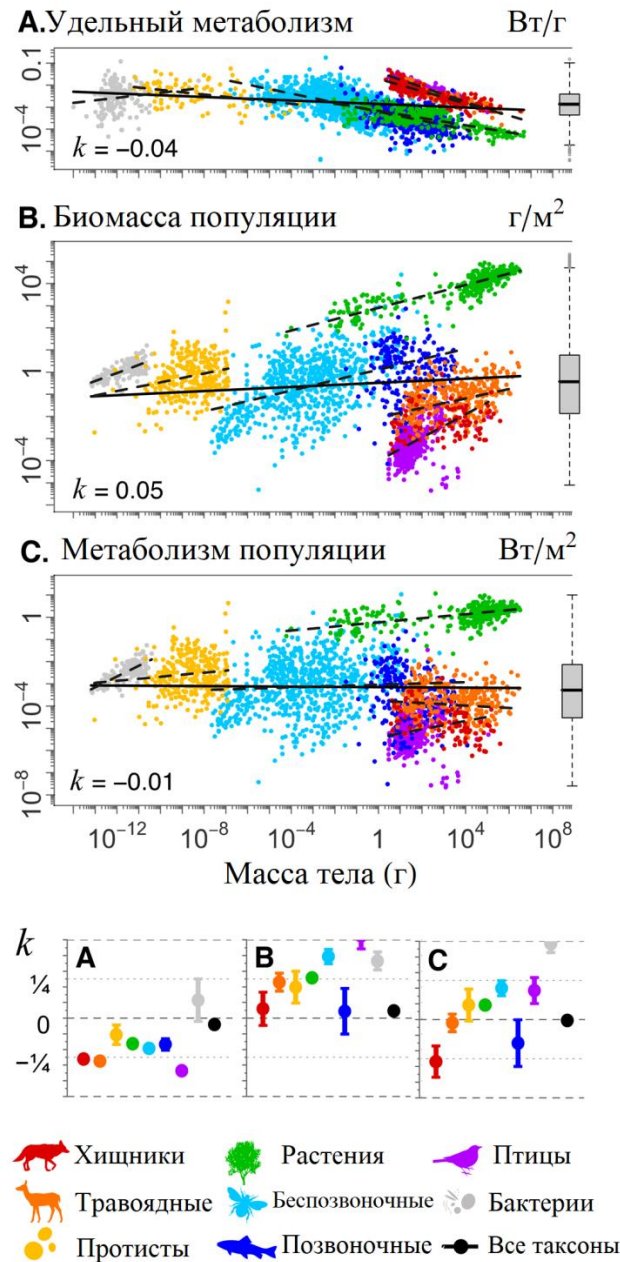 A. Удельный метаболизм Вт/г
0.1
10⁻⁴
k = −0.04
B. Биомасса популяции г/м²
10⁴
1
10⁻⁴
k = 0.05
C. Метаболизм популяции Вт/м²
1
10⁻⁴
10⁻⁸
k = −0.01
10⁻¹² 10⁻⁸ 10⁻⁴ 1 10⁴ 10⁸
Масса тела (г)
k A B C
¼
0
−¼
Хищники Растения Птицы
Травоядные Беспозвоночные Бактерии
Протисты Позвоночные Все таксоны